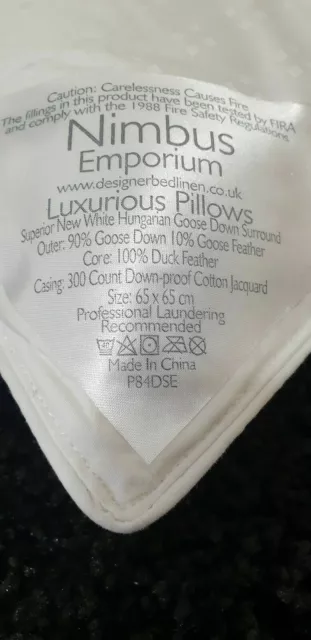 Caution: Carelessness Causes Fire
The fillings in this product have been tested by FIRA
and comply with the 1988 Fire Safety Regulations
Nimbus
Emporium
www.designerbedlinen.co.uk
Luxurious Pillows
Superior New White Hungarian Goose Down Surround
Outer: 90% Goose Down 10% Goose Feather
Core: 100% Duck Feather
Casing: 300 Count Down-proof Cotton Jacquard
Size: 65 x 65 cm
Professional Laundering
Recommended
Made In China
P84DSE